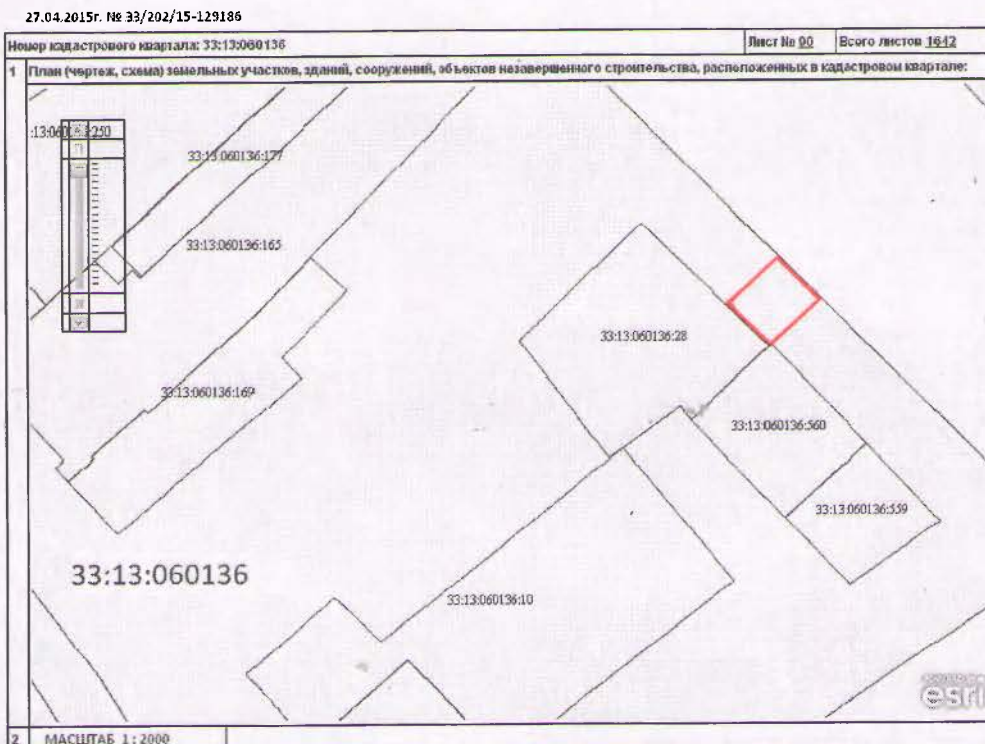 27.04.2015г. № 33/202/15-129186
Номер кадастрового квартала: 33:13:060136
Лист № 90
Всего листов 1642
1 План (чертеж, схема) земельных участков, зданий, сооружений, объектов незавершенного строительства, расположенных в кадастровом квартале:
33:13:060136:177
33:13:060136:165
33:13:060136:28
33:13:060136:169
33:13:060136:560
33:13:060136:559
33:13:060136
33:13:060136:10
esri
2 МАСШТАБ 1:2000